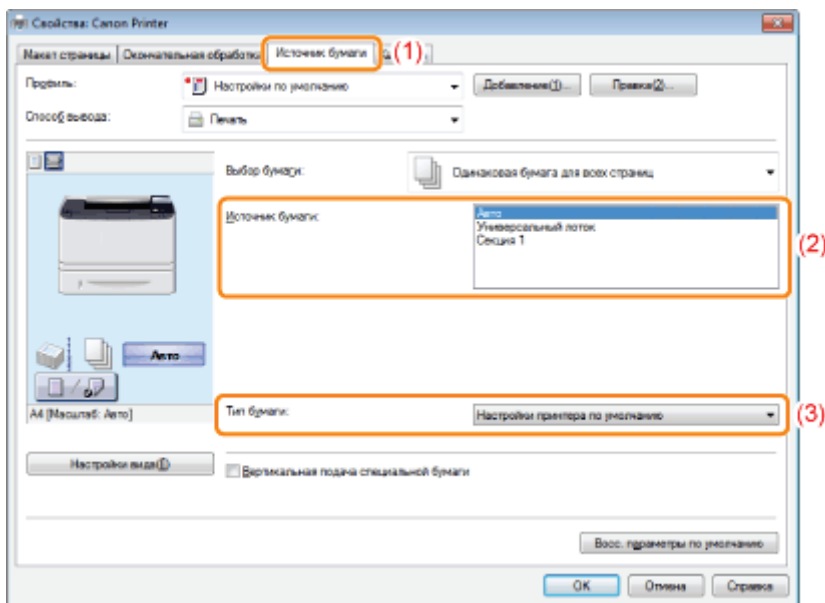 Свойства: Canon Printer
Макет страницы Окончательная обработка Источник бумаги (1)
Профиль: Настройки по умолчанию Добавление(1)... Правка(2)...
Способ вывода: Печать
Выбор бумаги: Одинаковая бумага для всех страниц
Источник бумаги: Авто
Универсальный лоток
Секция 1
(2)
Авто
A4 [Масштаб: Авто]
Тип бумаги: Настройки принтера по умолчанию (3)
Настройки вида
Вертикальная подача специальной бумаги
Восс. параметры по умолчанию
OK Отмена Справка